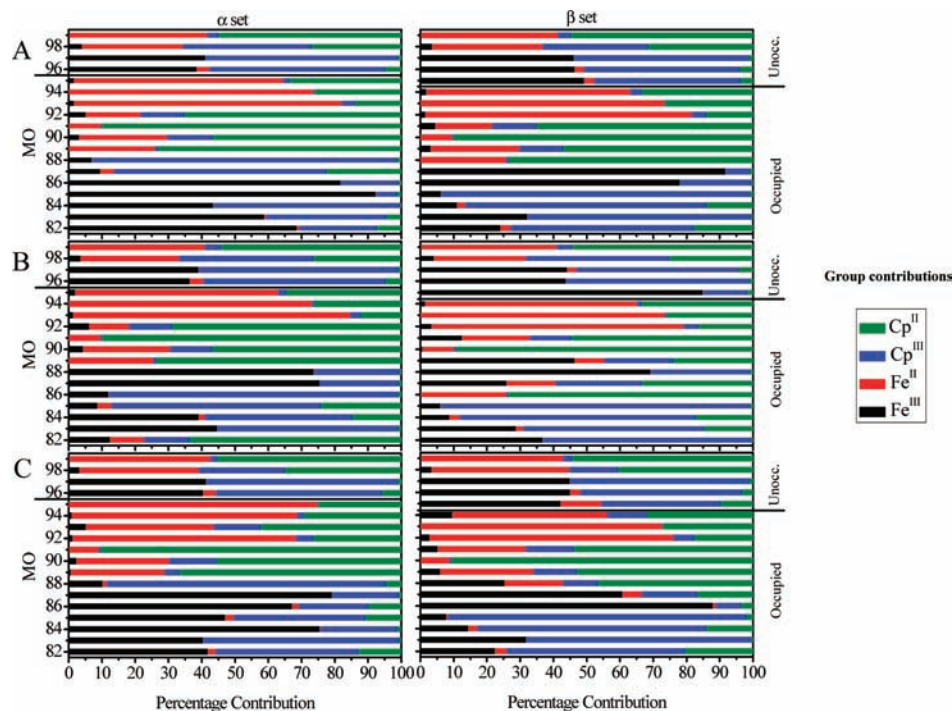 α set
β set
A
98
96
94
92
90
88
86
84
82
MO
Unocc.
Occupied
B
98
96
94
92
90
88
86
84
82
MO
Unocc.
Occupied
C
98
96
94
92
90
88
86
84
82
MO
Unocc.
Occupied
0 10 20 30 40 50 60 70 80 90 100
0 10 20 30 40 50 60 70 80 90 100
Percentage Contribution
Percentage Contribution
Group contributions
Cp^II
Cp^III
Fe^II
Fe^III